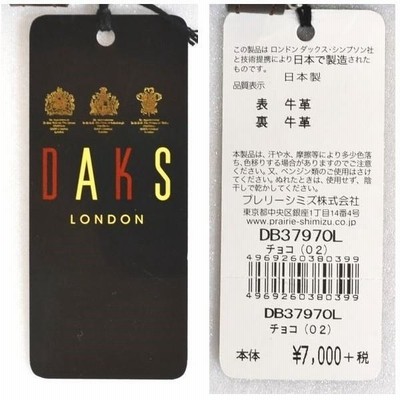 DAKS
LONDON
この製品は ロンドン ダックス・シンプソン社
と技術提携により日本で製造された
ものです。
日本製
品質表示
表 牛革
裏 牛革
本製品は、汗や水、摩擦等により多少色落
ち、色移りする場合がありますのでご注意
ください。又、ベンジン類のご使用はさけ
てください。ぬれたときは、使用せず、陰
干しで乾かしてください。
プレリーシミズ株式会社
東京都中央区銀座1丁目14番4号
www.prairie-shimizu.co.jp
DB37970L
チョコ (02)
4969260380399
4969260380399
DB37970L
チョコ (02)
本体 ¥7,000+税